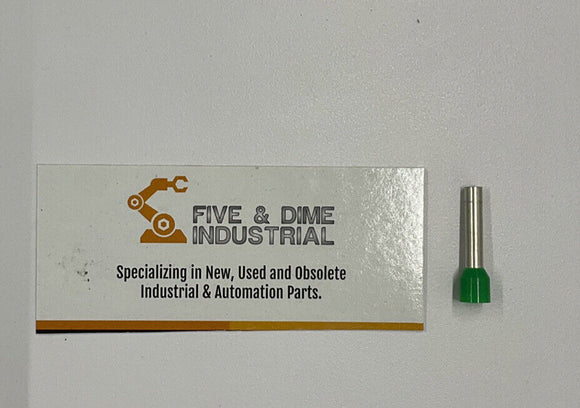 FIVE & DIME
INDUSTRIAL
Specializing in New, Used and Obsolete
Industrial & Automation Parts.